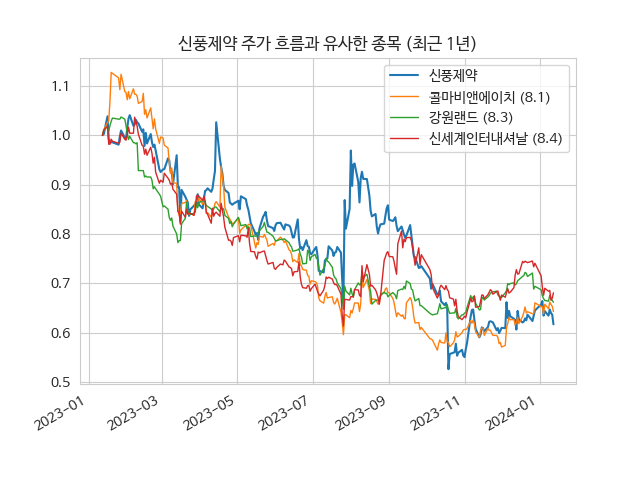 신풍제약 주가 흐름과 유사한 종목 (최근 1년)
신풍제약
콜마비앤에이치 (8.1)
강원랜드 (8.3)
신세계인터내셔날 (8.4)
1.1
1.0
0.9
0.8
0.7
0.6
0.5
2023-01
2023-03
2023-05
2023-07
2023-09
2023-11
2024-01